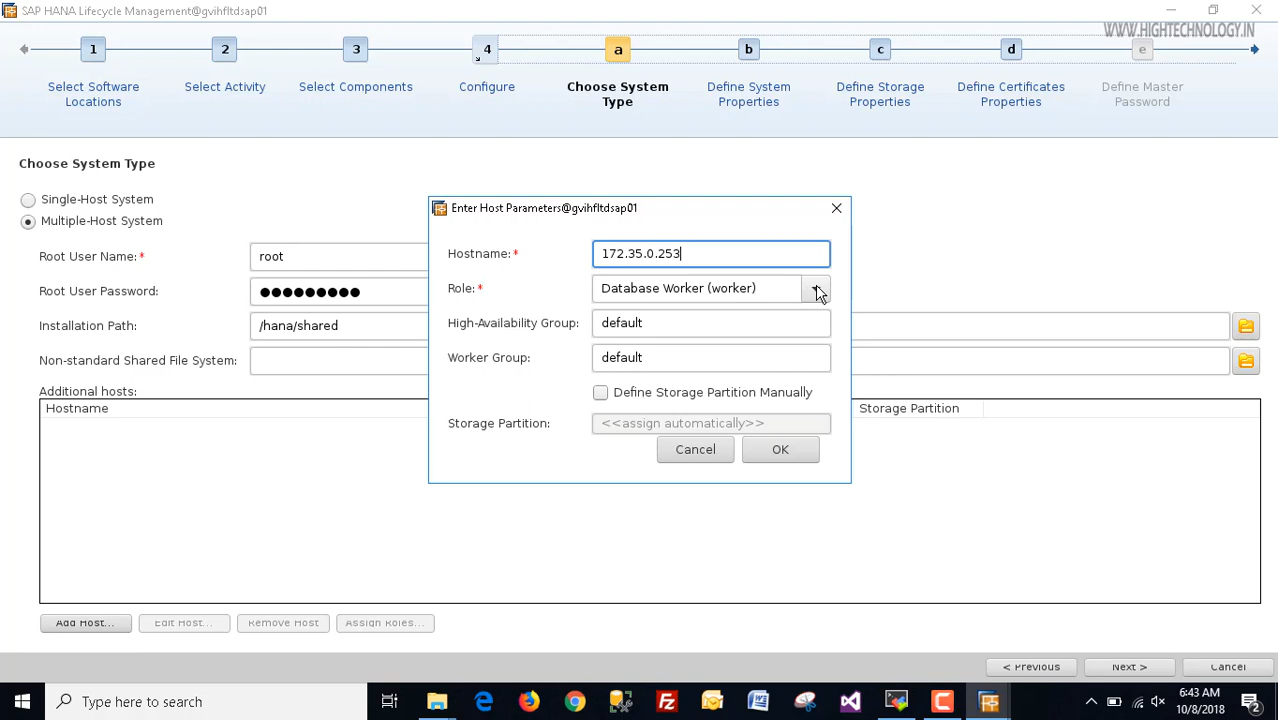 SAP HANA Lifecycle Management@gvihfltdsap01
WWW.HIGHTECHNOLOGY.IN
1
2
3
4
a
b
c
d
e
Select Software
Locations
Select Activity
Select Components
Configure
Choose System
Type
Define System
Properties
Define Storage
Properties
Define Certificates
Properties
Define Master
Password
Choose System Type
Single-Host System
Multiple-Host System
Root User Name:*
root
Root User Password:
●●●●●●●●●
Installation Path:
/hana/shared
Non-standard Shared File System:
Additional hosts:
Hostname
Storage Partition
Enter Host Parameters@gvihfltdsap01
Hostname:*
172.35.0.253
Role:*
Database Worker (worker)
High-Availability Group:
default
Worker Group:
default
Define Storage Partition Manually
Storage Partition:
<<assign automatically>>
Cancel
OK
Add Host...
Edit Host...
Remove Host
Assign Roles...
< Previous
Next >
Cancel
Type here to search
6:43 AM
10/8/2018
2